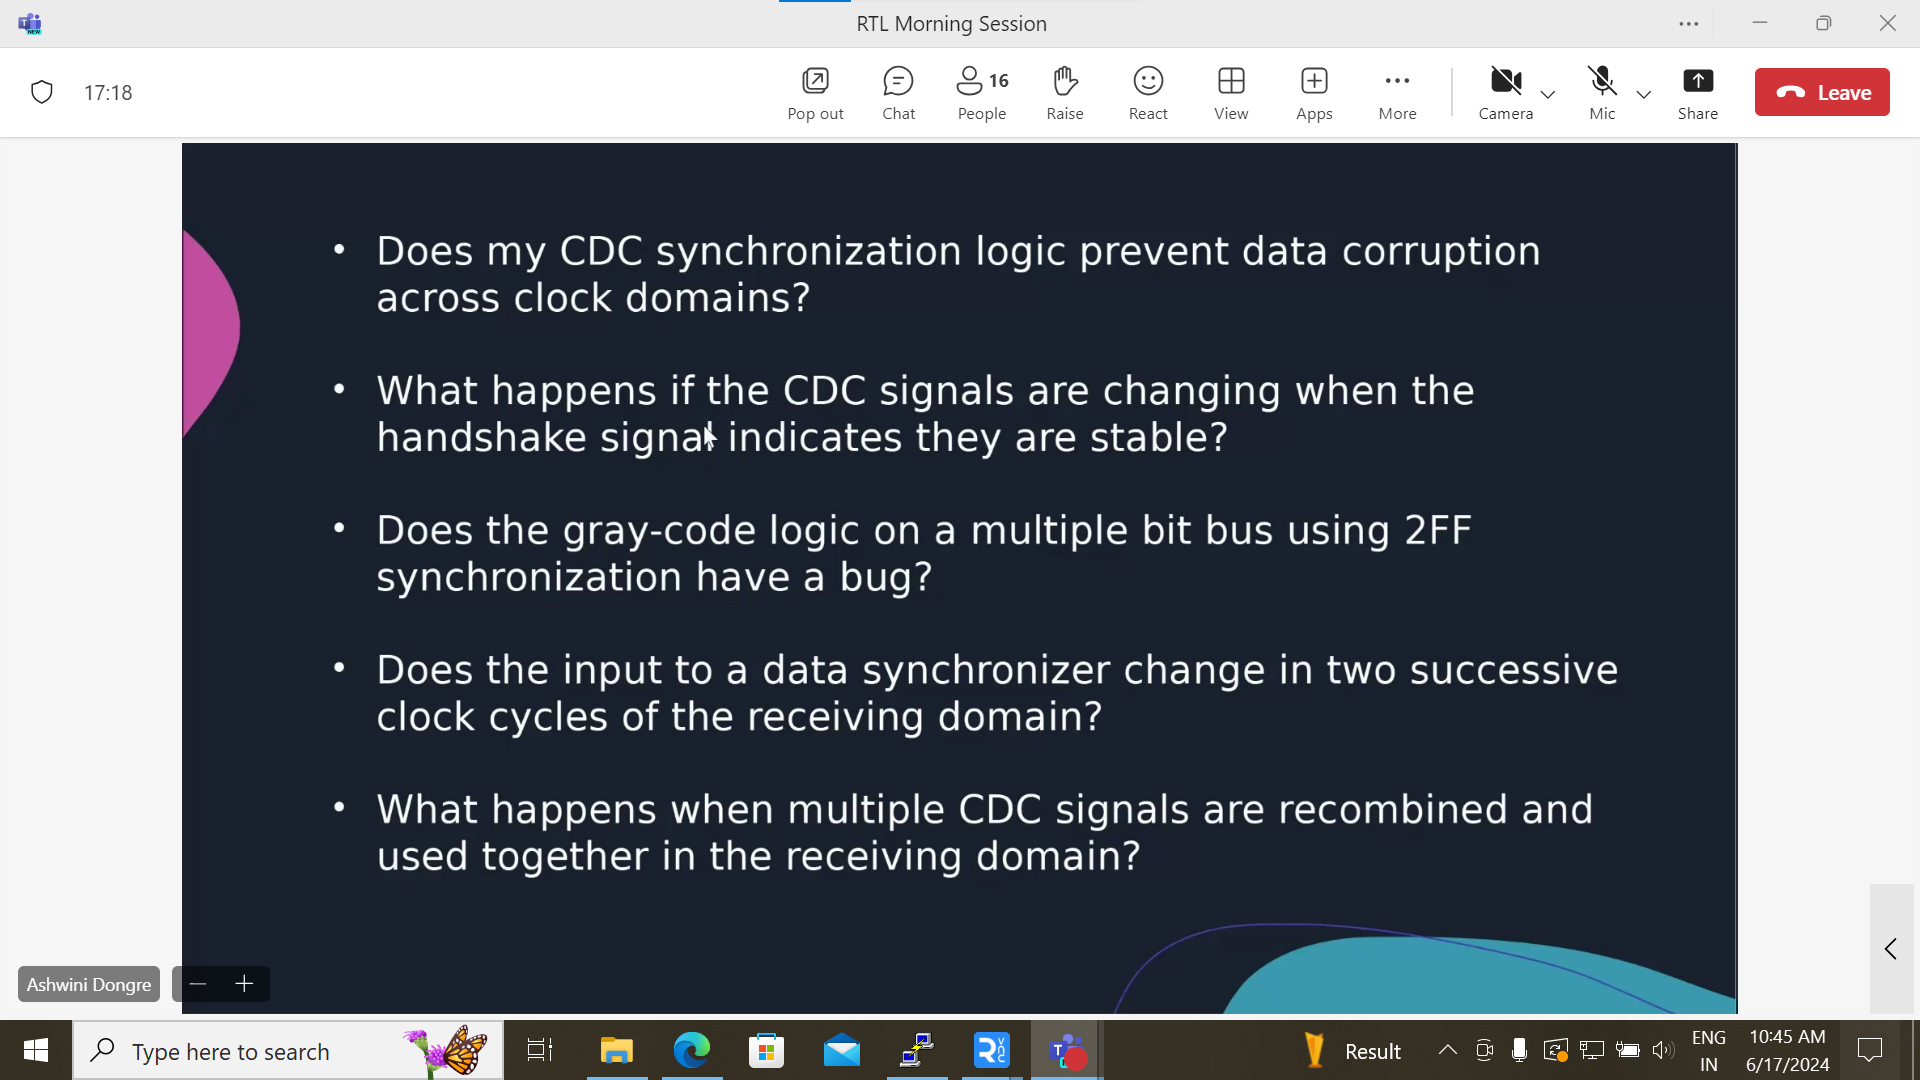 RTL Morning Session
17:18
Pop out
Chat
16
People
Raise
React
View
Apps
More
Camera
Mic
Share
Leave
• Does my CDC synchronization logic prevent data corruption
across clock domains?
• What happens if the CDC signals are changing when the
handshake signal indicates they are stable?
• Does the gray-code logic on a multiple bit bus using 2FF
synchronization have a bug?
• Does the input to a data synchronizer change in two successive
clock cycles of the receiving domain?
• What happens when multiple CDC signals are recombined and
used together in the receiving domain?
Ashwini Dongre
Type here to search
Result
ENG
IN
10:45 AM
6/17/2024